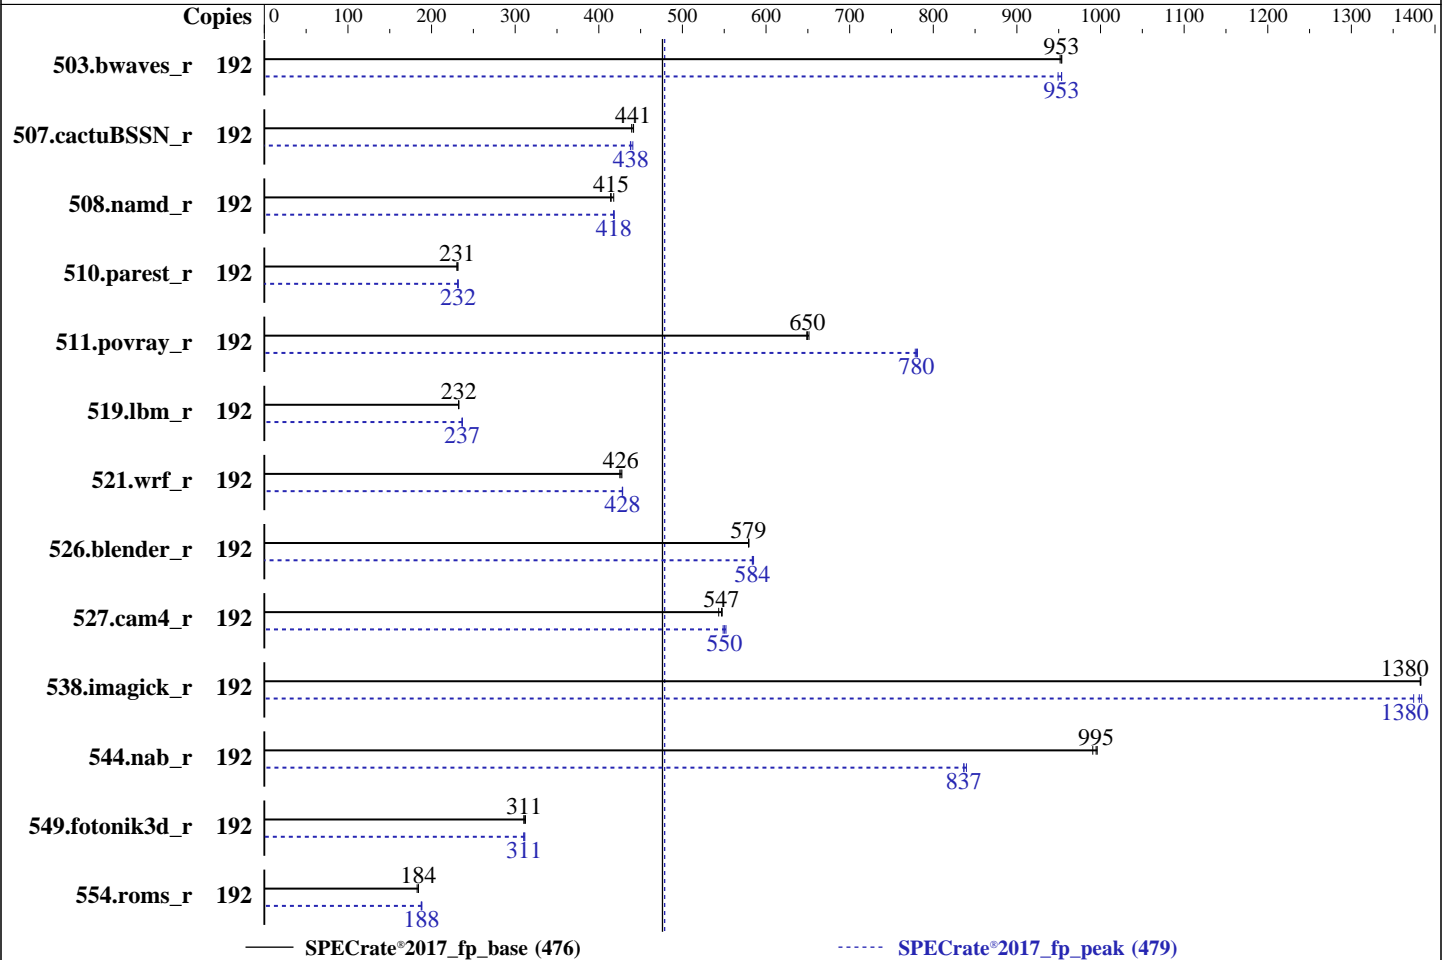 Copies 0 100 200 300 400 500 600 700 800 900 1000 1100 1200 1300 1400
503.bwaves_r 192 953
953
507.cactuBSSN_r 192 441
438
508.namd_r 192 415
418
510.parest_r 192 231
232
511.povray_r 192 650
780
519.lbm_r 192 232
237
521.wrf_r 192 426
428
526.blender_r 192 579
584
527.cam4_r 192 547
550
538.imagick_r 192 1380
1380
544.nab_r 192 995
837
549.fotonik3d_r 192 311
311
554.roms_r 192 184
188
SPECrate®2017_fp_base (476) SPECrate®2017_fp_peak (479)